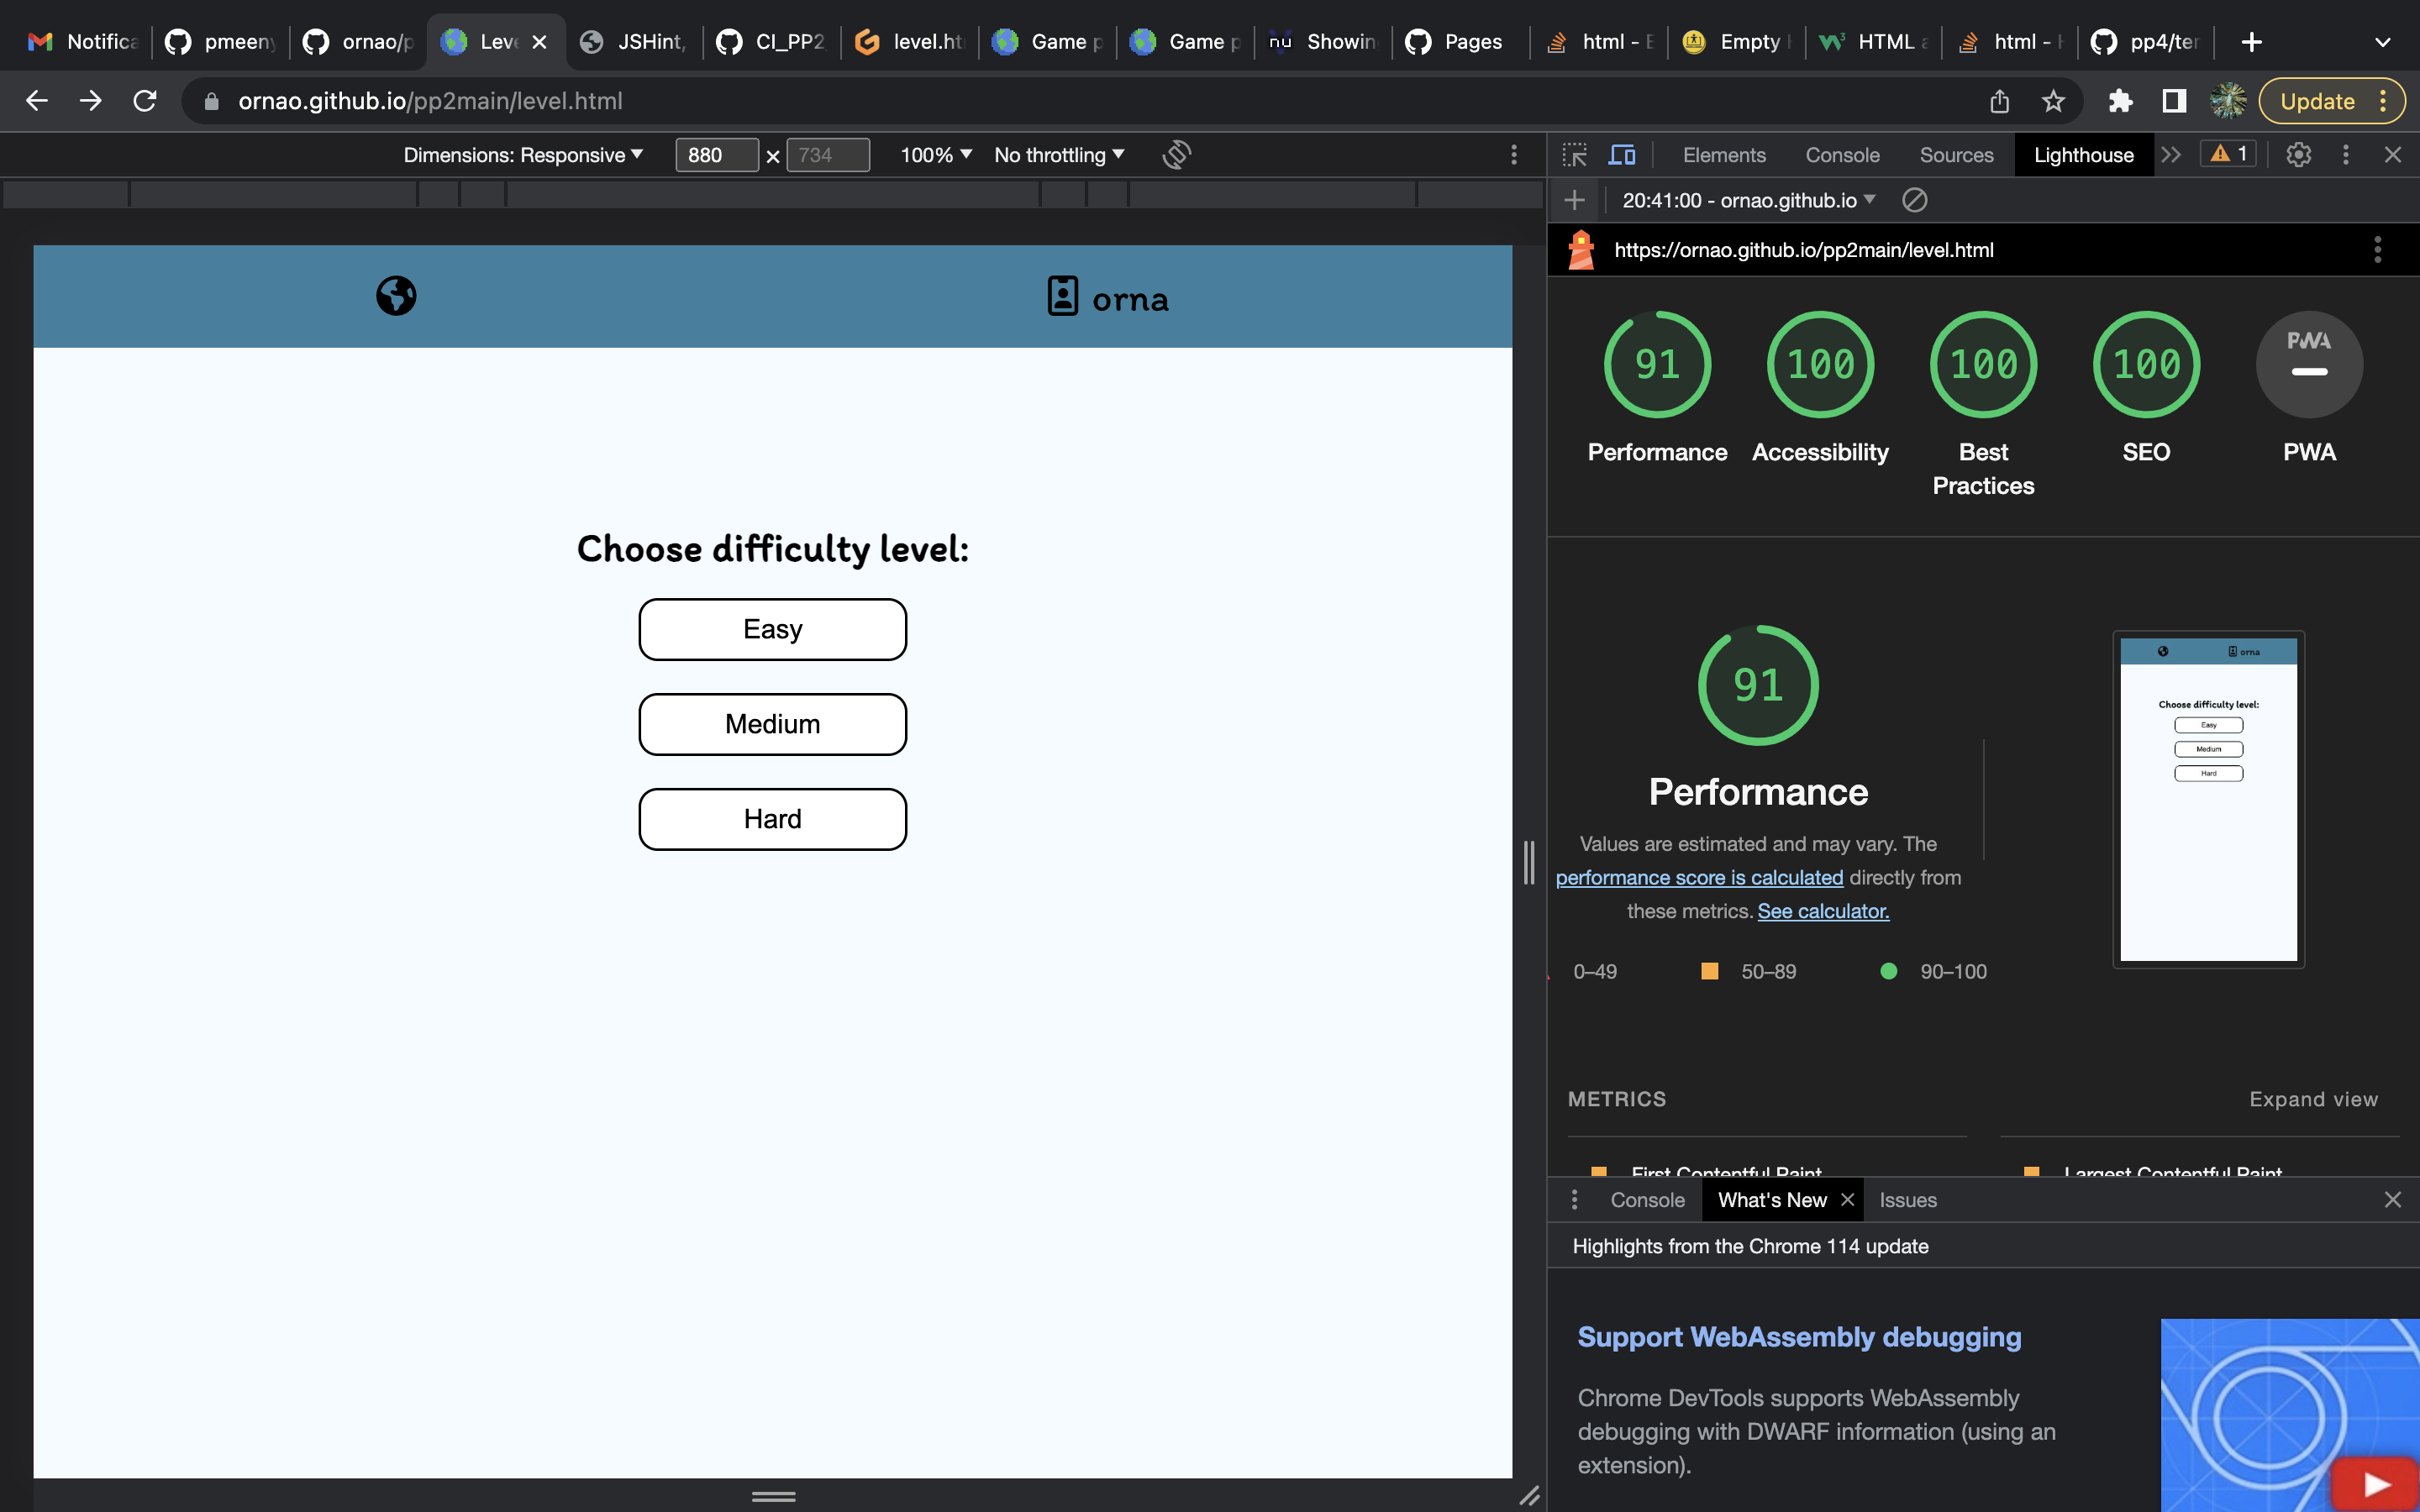 Notifica pmeeny ornao/p Leve JSHint, CI_PP2 level.ht Game p Game p Showin Pages html - E Empty HTML a html - H pp4/ter
ornao.github.io/pp2main/level.html Update
Dimensions: Responsive 880 × 734 100% No throttling
Elements Console Sources Lighthouse 1
20:41:00 - ornao.github.io
https://ornao.github.io/pp2main/level.html
orna
Choose difficulty level:
Easy
Medium
Hard
91 100 100 100 PWA
Performance Accessibility Best Practices SEO PWA
91
Performance
Values are estimated and may vary. The
performance score is calculated directly from
these metrics. See calculator.
0–49 50–89 90–100
orna
Choose difficulty level:
Easy
Medium
Hard
METRICS Expand view
First Contentful Paint Largest Contentful Paint
Console What's New Issues
Highlights from the Chrome 114 update
Support WebAssembly debugging
Chrome DevTools supports WebAssembly
debugging with DWARF information (using an
extension).